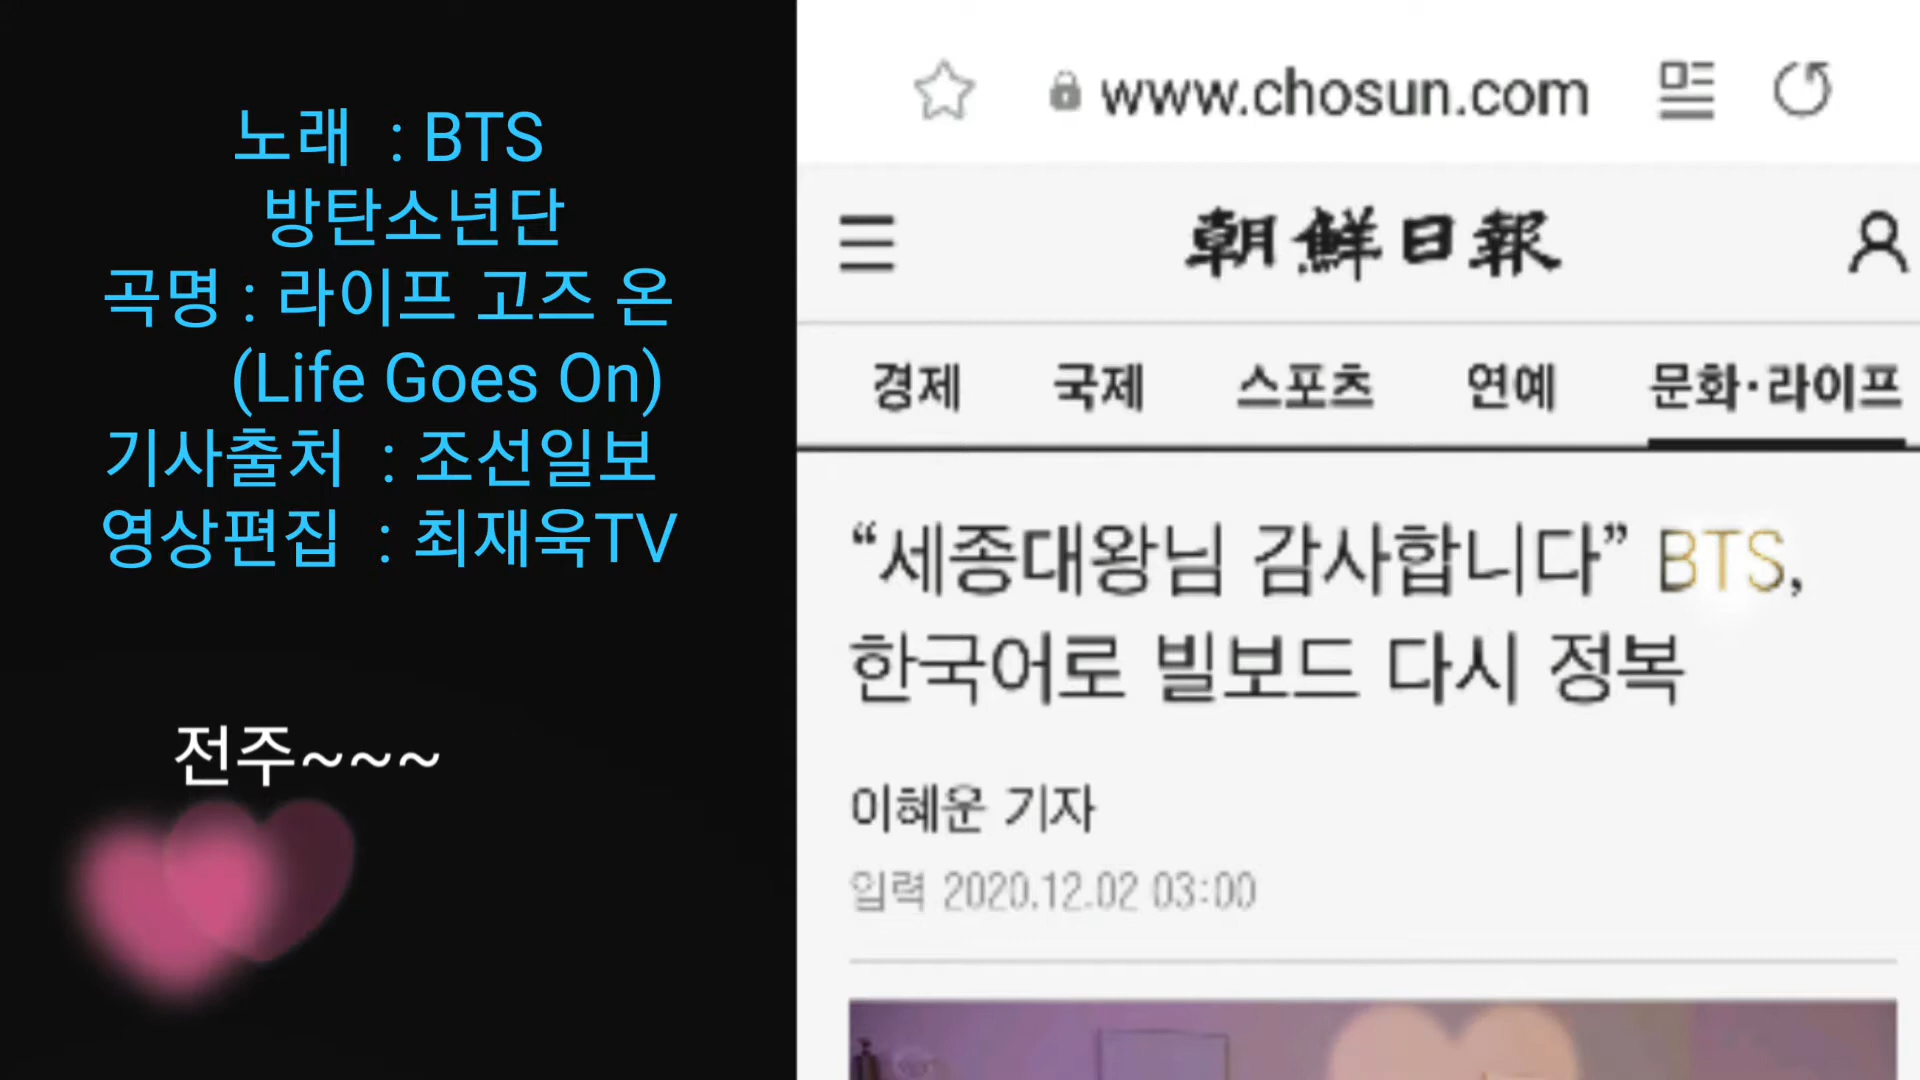 노래 : BTS
방탄소년단
곡명 : 라이프 고즈 온
(Life Goes On)
기사출처 : 조선일보
영상편집 : 최재욱TV
전주~~~
www.chosun.com
朝鮮日報
경제 국제 스포츠 연예 문화·라이프
“세종대왕님 감사합니다” BTS,
한국어로 빌보드 다시 정복
이혜운 기자
입력 2020.12.02 03:00